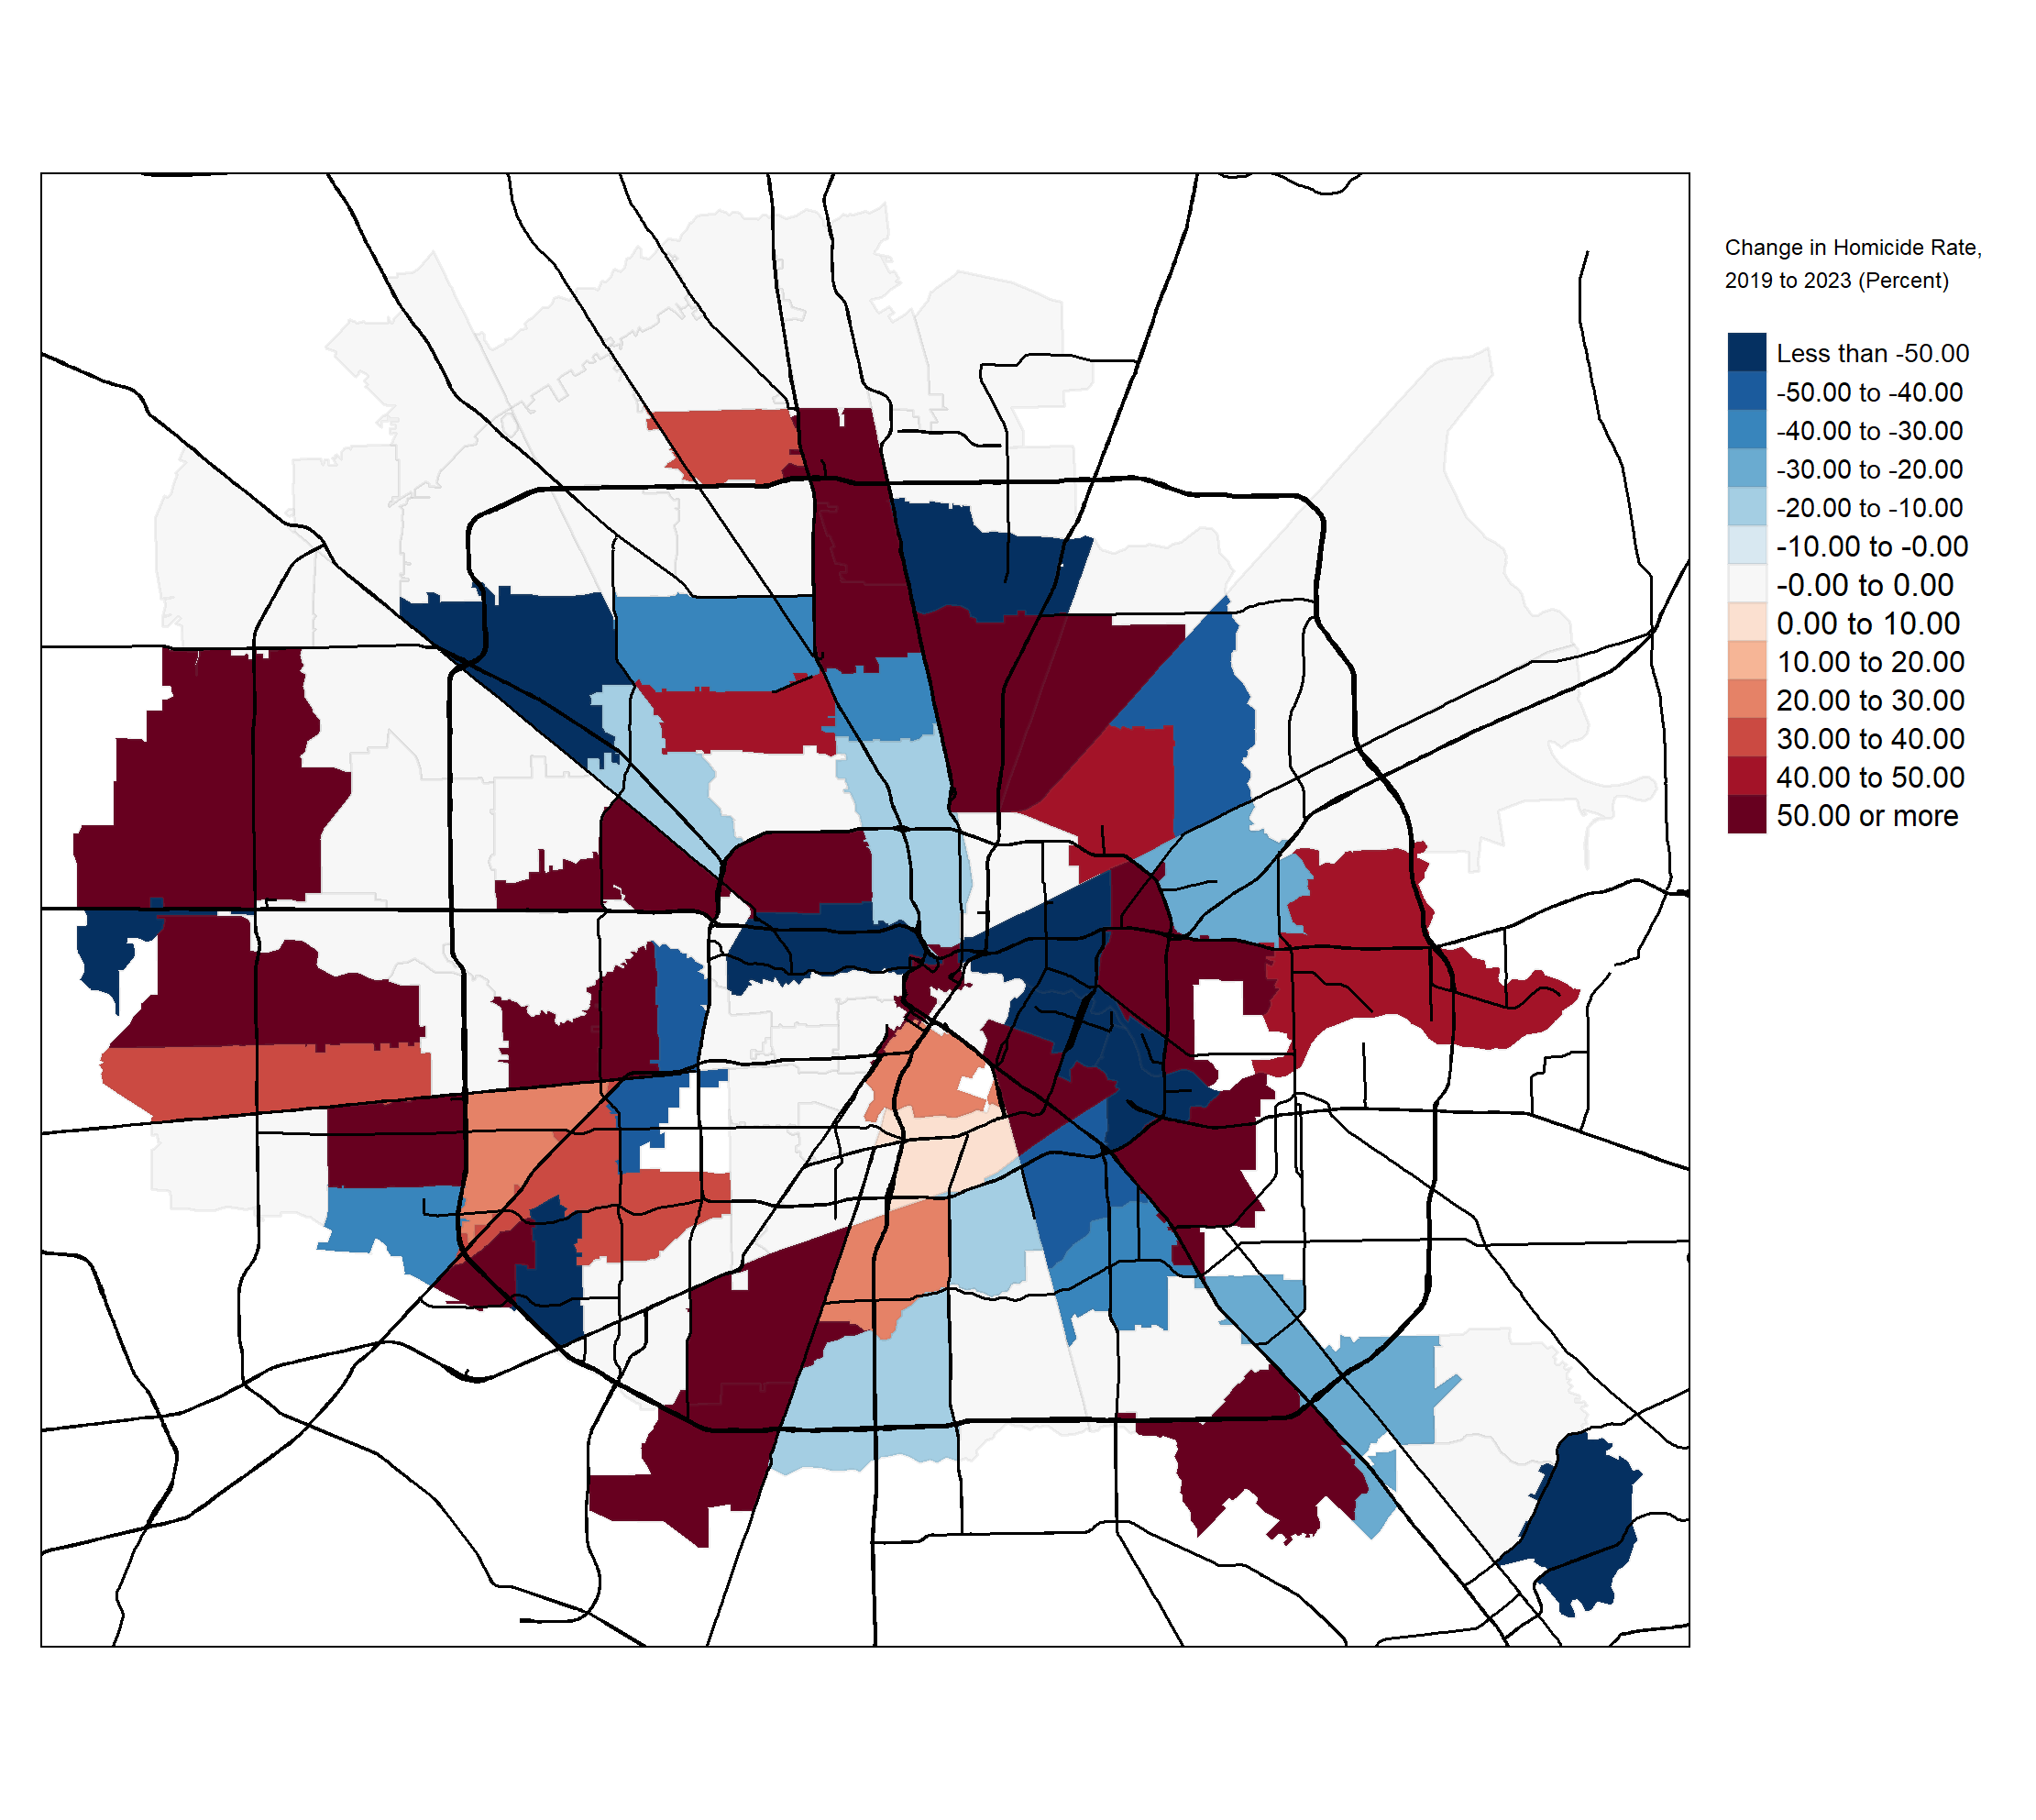 Change in Homicide Rate,
2019 to 2023 (Percent)
Less than -50.00
-50.00 to -40.00
-40.00 to -30.00
-30.00 to -20.00
-20.00 to -10.00
-10.00 to -0.00
-0.00 to 0.00
0.00 to 10.00
10.00 to 20.00
20.00 to 30.00
30.00 to 40.00
40.00 to 50.00
50.00 or more